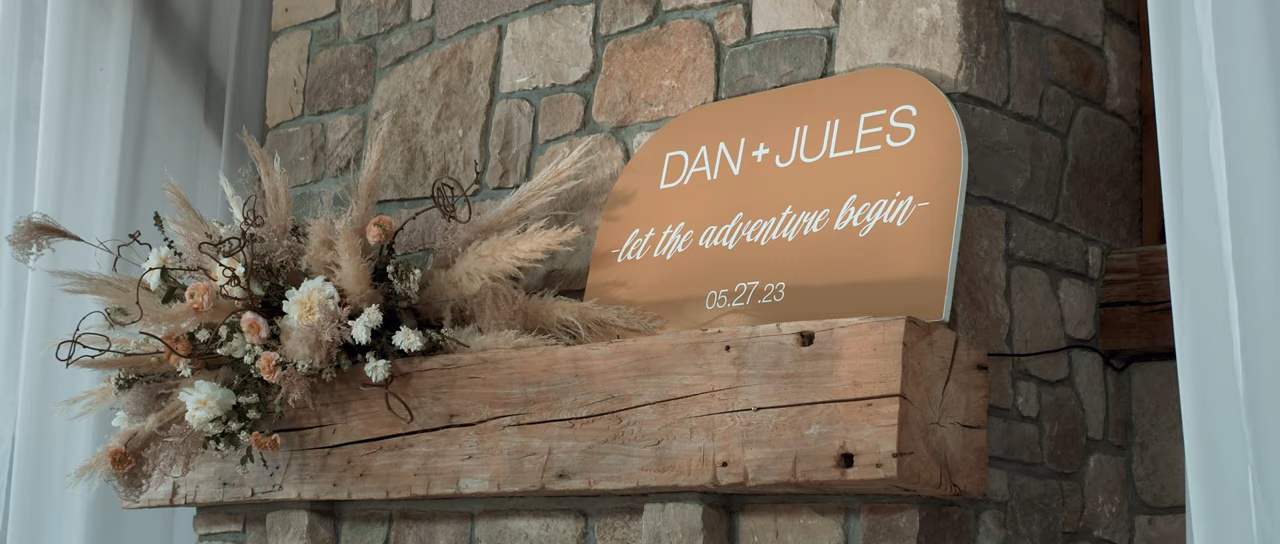 DAN + JULES
-let the adventure begin-
05.27.23